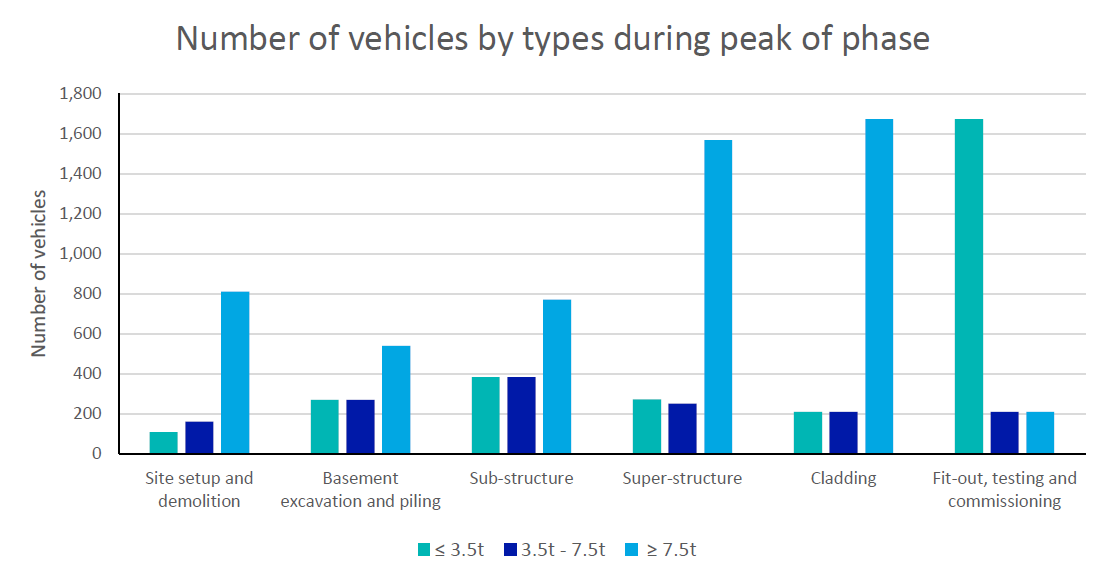 Number of vehicles by types during peak of phase
Number of vehicles
1,800
1,600
1,400
1,200
1,000
800
600
400
200
0
Site setup and
demolition
Basement
excavation and piling
Sub-structure
Super-structure
Cladding
Fit-out, testing and
commissioning
≤ 3.5t
3.5t - 7.5t
≥ 7.5t